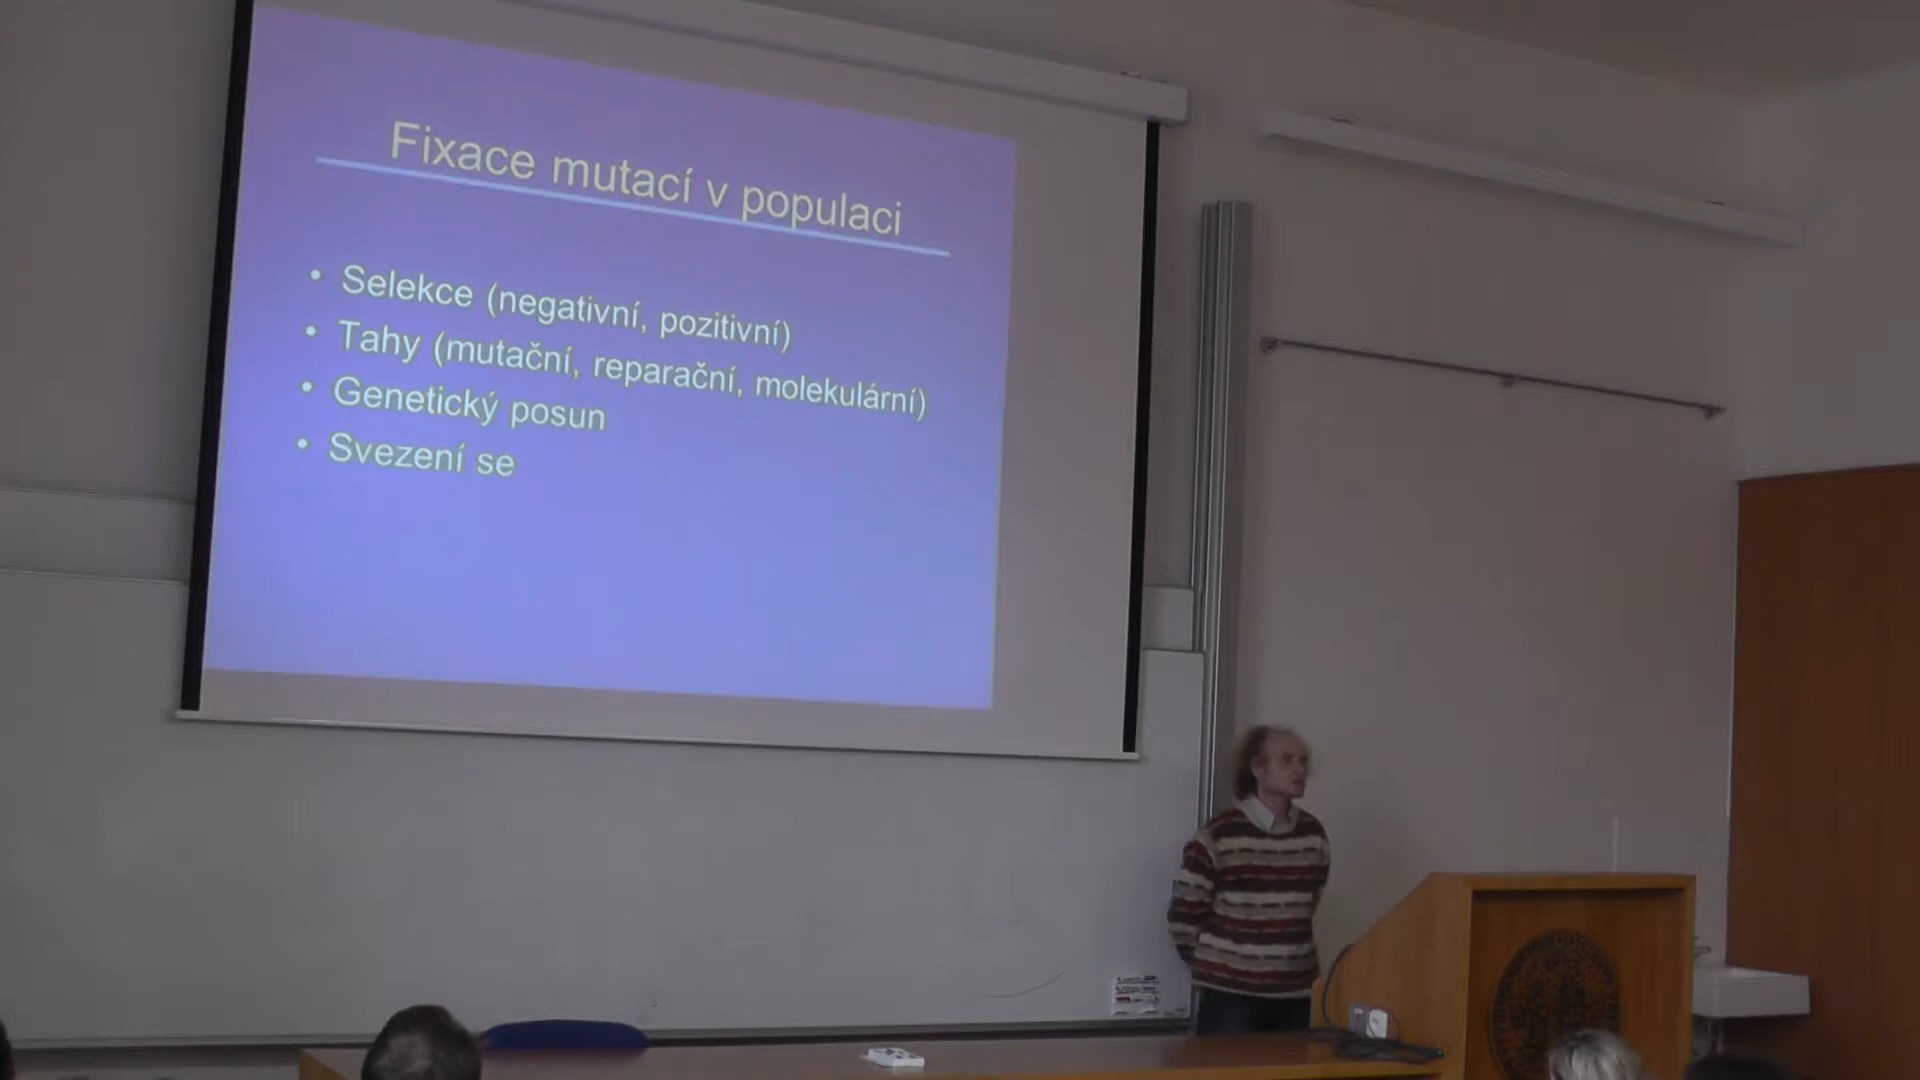 Fixace mutací v populaci
• Selekce (negativní, pozitivní)
• Tahy (mutační, reparační, molekulární)
• Genetický posun
• Svezení se